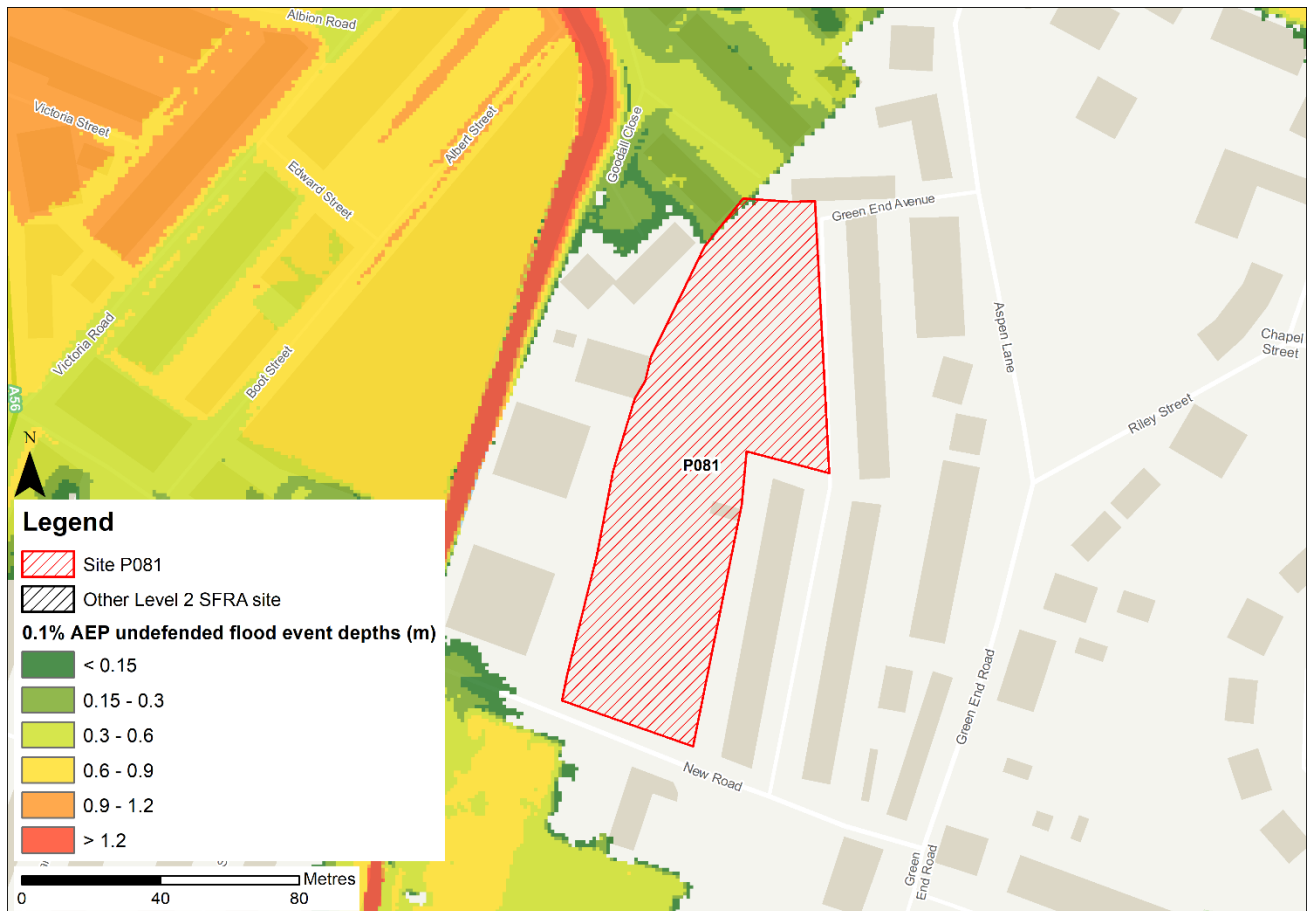 Albion Road
Victoria Street
Albert Street
Goodall Close
Edward Street
Green End Avenue
Aspen Lane
Chapel
Street
Victoria Road
Boot Street
A56
Riley Street
N
P081
Legend
Site P081
Other Level 2 SFRA site
0.1% AEP undefended flood event depths (m)
< 0.15
0.15 - 0.3
0.3 - 0.6
0.6 - 0.9
0.9 - 1.2
> 1.2
New Road
Green End Road
Green
End Road
Metres
0 40 80